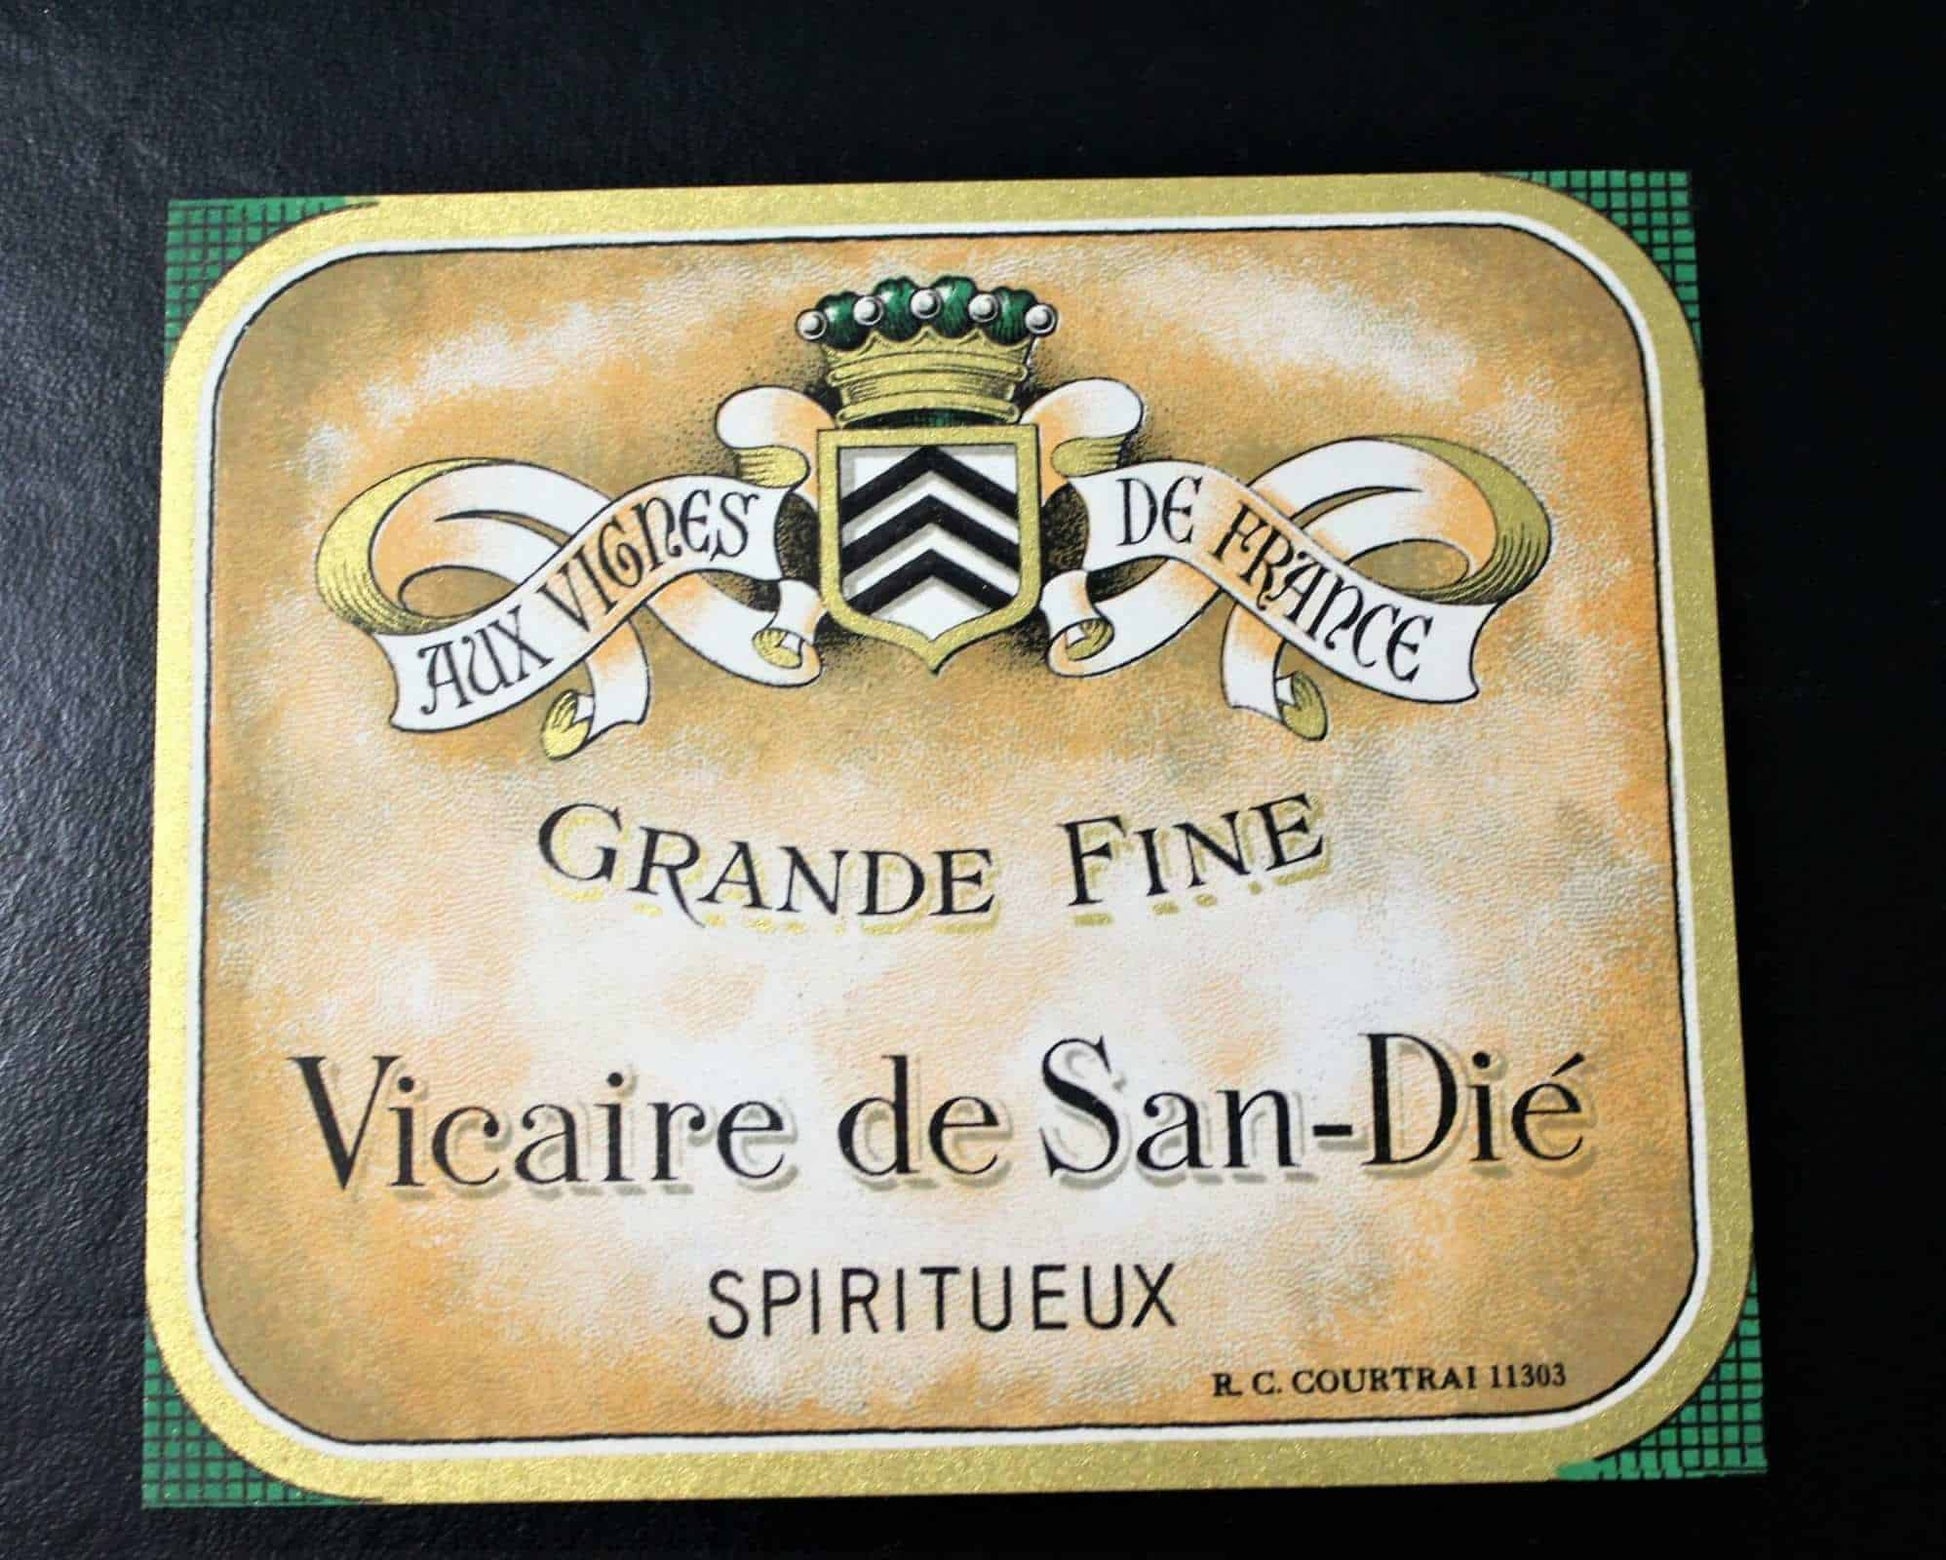 AUX VIGNES DE FRANCE
GRANDE FINE
Vicaire de San-Dié
SPIRITUEUX
R. C. COURTRAI 11303